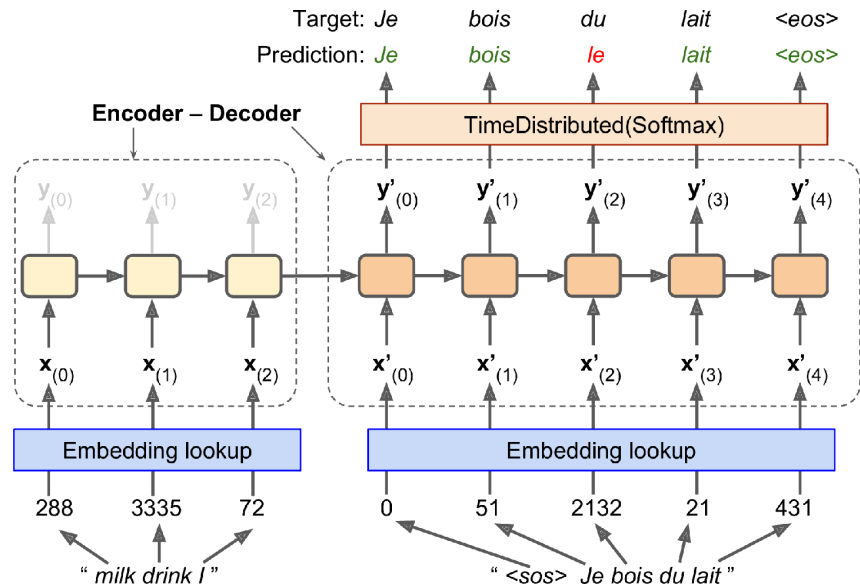 Target: Je bois du lait <eos>
Prediction: Je bois le lait <eos>
Encoder – Decoder
TimeDistributed(Softmax)
y(0) y(1) y(2) y’(0) y’(1) y’(2) y’(3) y’(4)
x(0) x(1) x(2) x’(0) x’(1) x’(2) x’(3) x’(4)
Embedding lookup Embedding lookup
288 3335 72 0 51 2132 21 431
“ milk drink I ” “ <sos> Je bois du lait ”